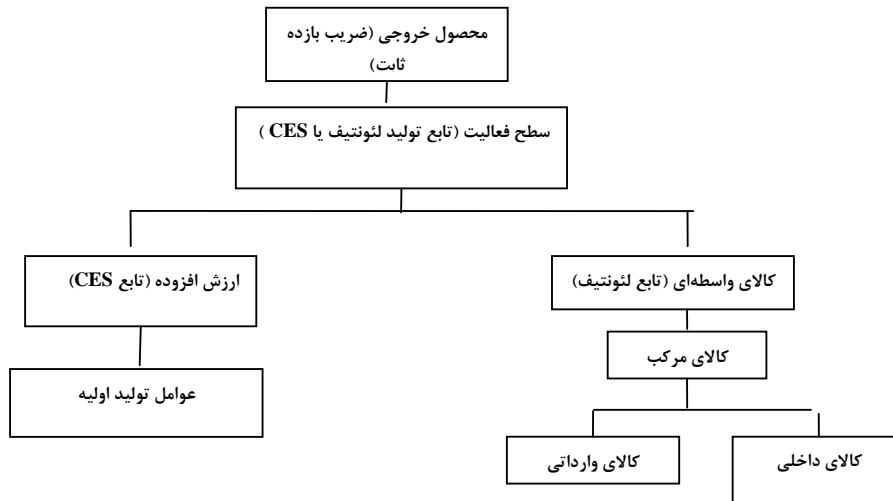 محصول خروجی (ضریب بازده
ثابت)
سطح فعالیت (تابع تولید لئونتیف یا CES )
ارزش افزوده (تابع CES)
کالای واسطه‌ای (تابع لئونتیف)
کالای مرکب
عوامل تولید اولیه
کالای وارداتی
کالای داخلی